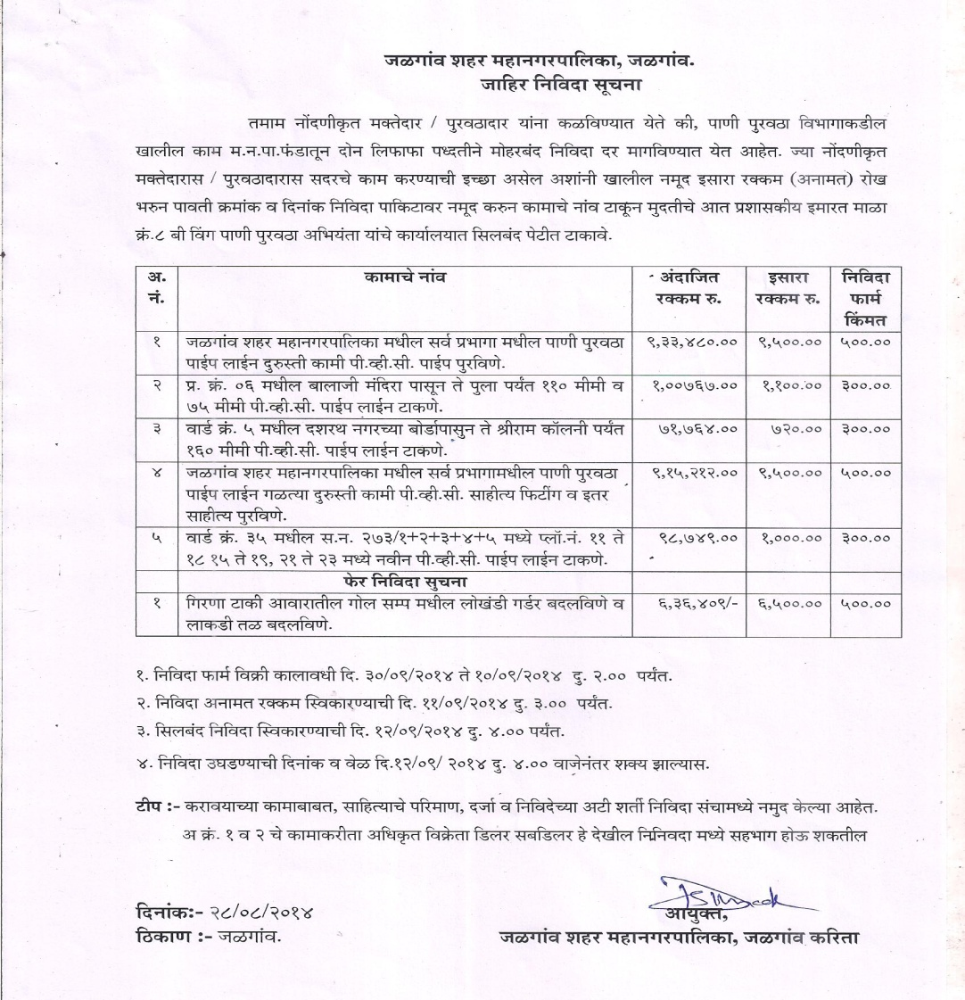 जळगांव शहर महानगरपालिका, जळगांव.
जाहिर निविदा सूचना
तमाम नोंदणीकृत मक्तेदार / पुरवठादार यांना कळविण्यात येते की, पाणी पुरवठा विभागाकडील
खालील काम म.न.पा.फंडातून दोन लिफाफा पध्दतीने मोहरबंद निविदा दर मागविण्यात येत आहेत. ज्या नोंदणीकृत
मक्तेदारास / पुरवठादारास सदरचे काम करण्याची इच्छा असेल अशांनी खालील नमूद इसारा रक्कम (अनामत) रोख
भरुन पावती क्रमांक व दिनांक निविदा पाकिटावर नमूद करुन कामाचे नांव टाकून मुदतीचे आत प्रशासकीय इमारत माळा
क्रं.८ बी विंग पाणी पुरवठा अभियंता यांचे कार्यालयात सिलबंद पेटीत टाकावे.
अ. नं. कामाचे नांव अंदाजित रक्कम रु. इसारा रक्कम रु. निविदा फार्म किंमत
१ जळगांव शहर महानगरपालिका मधील सर्व प्रभागा मधील पाणी पुरवठा ९,३३,४८०.०० ९,५००.०० ५००.००
पाईप लाईन दुरुस्ती कामी पी.व्ही.सी. पाईप पुरविणे.
२ प्र. क्रं. ०६ मधील बालाजी मंदिरा पासून ते पुला पर्यंत ११० मीमी व १,००७६७.०० १,१००.०० ३००.००
७५ मीमी पी.व्ही.सी. पाईप लाईन टाकणे.
३ वार्ड क्रं. ५ मधील दशरथ नगरच्या बोर्डापासुन ते श्रीराम कॉलनी पर्यंत ७१,७६४.०० ७२०.०० ३००.००
१६० मीमी पी.व्ही.सी. पाईप लाईन टाकणे.
४ जळगांव शहर महानगरपालिका मधील सर्व प्रभागामधील पाणी पुरवठा ९,१५,२१२.०० ९,५००.०० ५००.००
पाईप लाईन गळत्या दुरुस्ती कामी पी.व्ही.सी. साहीत्य फिटींग व इतर
साहीत्य पुरविणे.
५ वार्ड क्रं. ३५ मधील स.न. २७३/१+२+३+४+५ मध्ये प्लॉ.नं. ११ ते ९८,७४९.०० १,०००.०० ३००.००
१८ १५ ते १९, २१ ते २३ मध्ये नवीन पी.व्ही.सी. पाईप लाईन टाकणे.
फेर निविदा सुचना
१ गिरणा टाकी आवारातील गोल सम्प मधील लोखंडी गर्डर बदलविणे व ६,३६,४०९/- ६,५००.०० ५००.००
लाकडी तळ बदलविणे.
१. निविदा फार्म विक्री कालावधी दि. ३०/०९/२०१४ ते १०/०९/२०१४ दु. २.०० पर्यंत.
२. निविदा अनामत रक्कम स्विकारण्याची दि. ११/०९/२०१४ दु. ३.०० पर्यंत.
३. सिलबंद निविदा स्विकारण्याची दि. १२/०९/२०१४ दु. ४.०० पर्यंत.
४. निविदा उघडण्याची दिनांक व वेळ दि.१२/०९/ २०१४ दु. ४.०० वाजेनंतर शक्य झाल्यास.
टीप :- करावयाच्या कामाबाबत, साहित्याचे परिमाण, दर्जा व निविदेच्या अटी शर्ती निविदा संचामध्ये नमुद केल्या आहेत.
अ क्रं. १ व २ चे कामाकरीता अधिकृत विक्रेता डिलर सबडिलर हे देखील निनिवदा मध्ये सहभाग होऊ शकतील
दिनांक:- २८/०८/२०१४ आयुक्त,
ठिकाण :- जळगांव. जळगांव शहर महानगरपालिका, जळगांव करिता